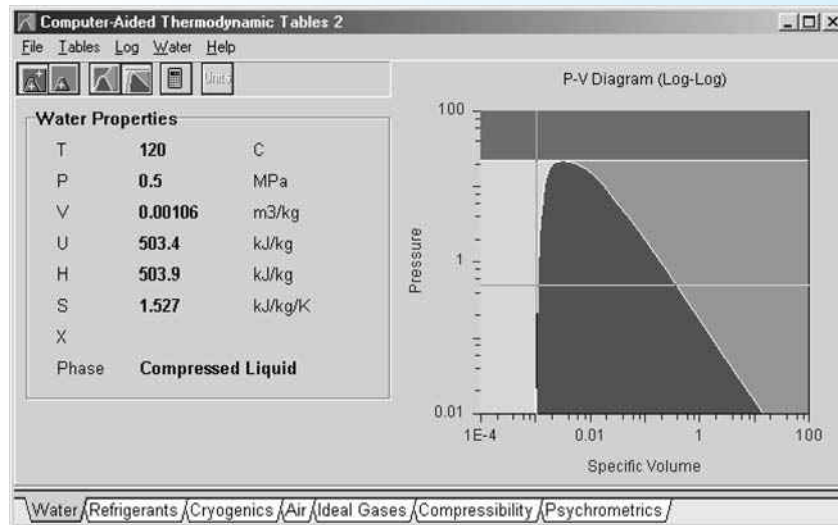 Computer-Aided Thermodynamic Tables 2
File Tables Log Water Help
Units
Water Properties
T 120 C
P 0.5 MPa
V 0.00106 m3/kg
U 503.4 kJ/kg
H 503.9 kJ/kg
S 1.527 kJ/kg/K
X
Phase Compressed Liquid
P-V Diagram (Log-Log)
100
1
0.01
Pressure
1E-4 0.01 1 100
Specific Volume
Water Refrigerants Cryogenics Air Ideal Gases Compressibility Psychrometrics